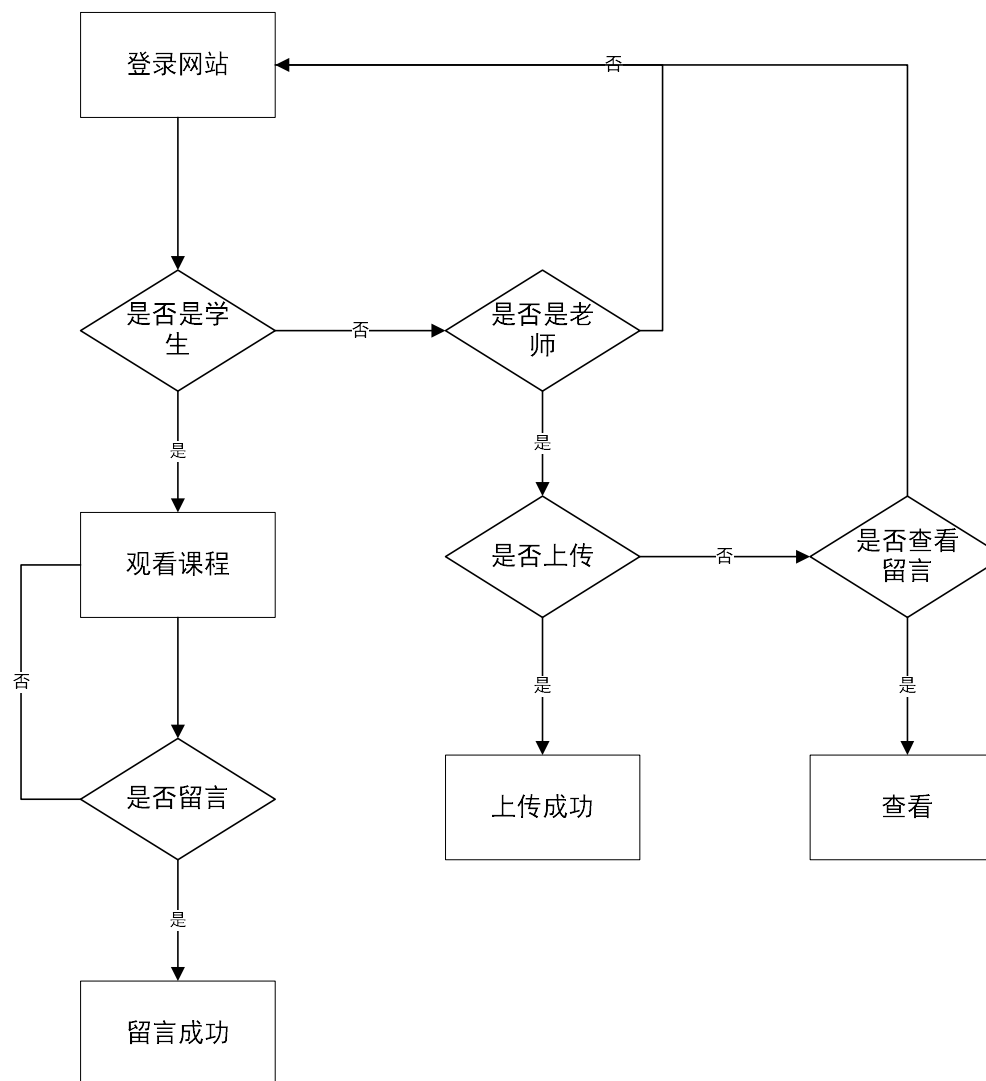 登录网站
否
是否是学
生
否
是否是老
师
是
是
观看课程
是否上传
否
是否查看
留言
否
是
是
是否留言
上传成功
查看
是
留言成功